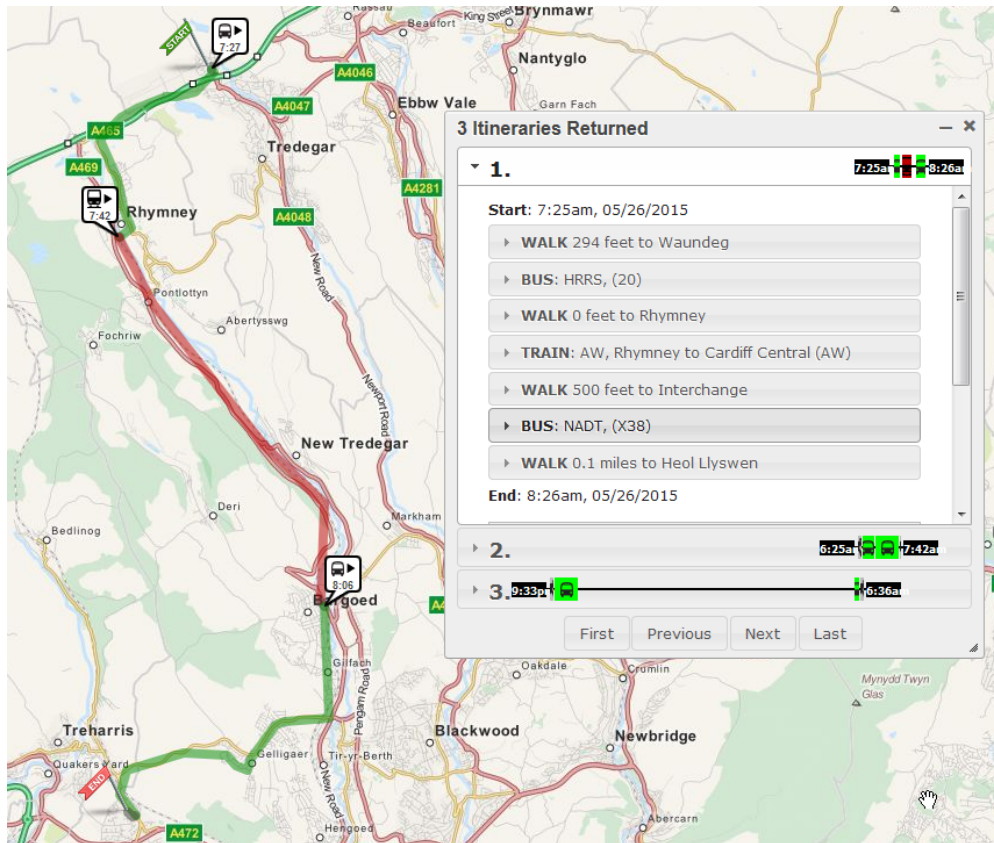 Rassau
King Street
Brynmawr
Beaufort
START
7:27
Nantyglo
A4046
Ebbw Vale
A4047
Garn Fach
A465
Tredegar
A469
A4281
7:42
Rhymney
A4048
New Road
Pontlottyn
Abertysswg
Fochriw
Newport Road
New Tredegar
Deri
Markham
Bedlinog
8:06
Bargoed
Gilfach
Pengam Road
Oakdale
Crumlin
Mynydd Twyn
Glas
Treharris
Blackwood
Newbridge
Quakers Yard
Gelligaer
Tir-yr-Berth
END
New Road
A472
Hengoed
Abercarn
3 Itineraries Returned
1.
7:25am
8:26am
Start: 7:25am, 05/26/2015
WALK 294 feet to Waundeg
BUS: HRRS, (20)
WALK 0 feet to Rhymney
TRAIN: AW, Rhymney to Cardiff Central (AW)
WALK 500 feet to Interchange
BUS: NADT, (X38)
WALK 0.1 miles to Heol Llyswen
End: 8:26am, 05/26/2015
2.
6:25am
7:42am
3.
9:33pm
6:36am
First
Previous
Next
Last